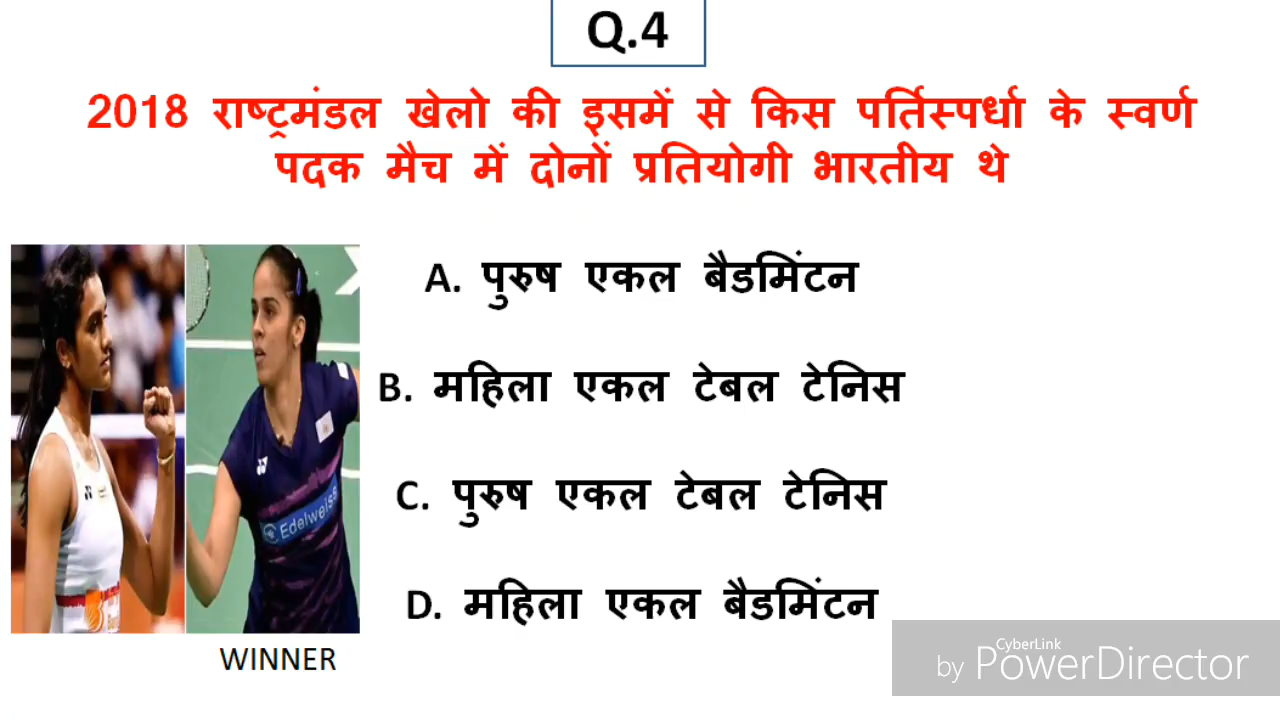 Q.4
2018 राष्ट्रमंडल खेलो की इसमें से किस पर्तिस्पर्धा के स्वर्ण
पदक मैच में दोनों प्रतियोगी भारतीय थे
A. पुरुष एकल बैडमिंटन
B. महिला एकल टेबल टेनिस
C. पुरुष एकल टेबल टेनिस
D. महिला एकल बैडमिंटन
Edelweiss
WINNER
CyberLink
by PowerDirector